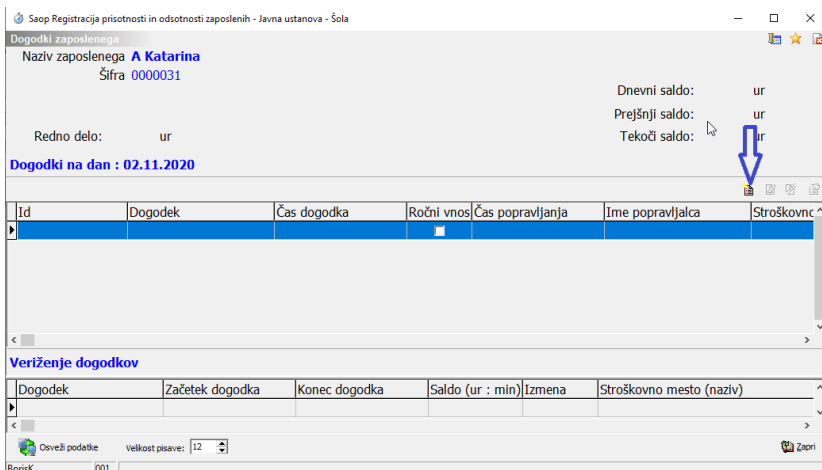 Saop Registracija prisotnosti in odsotnosti zaposlenih - Javna ustanova - Šola
Dogodki zaposlenega
Naziv zaposlenega A Katarina
Šifra 0000031
Dnevni saldo: ur
Prejšnji saldo: ur
Redno delo: ur Tekoči saldo: ur
Dogodki na dan : 02.11.2020
Id Dogodek Čas dogodka Ročni vnos Čas popravljanja Ime popravljalca Stroškovno
Veriženje dogodkov
Dogodek Začetek dogodka Konec dogodka Saldo (ur : min) Izmena Stroškovno mesto (naziv)
Osveži podatke Velikost pisave: 12 Zapri
BorisK 001